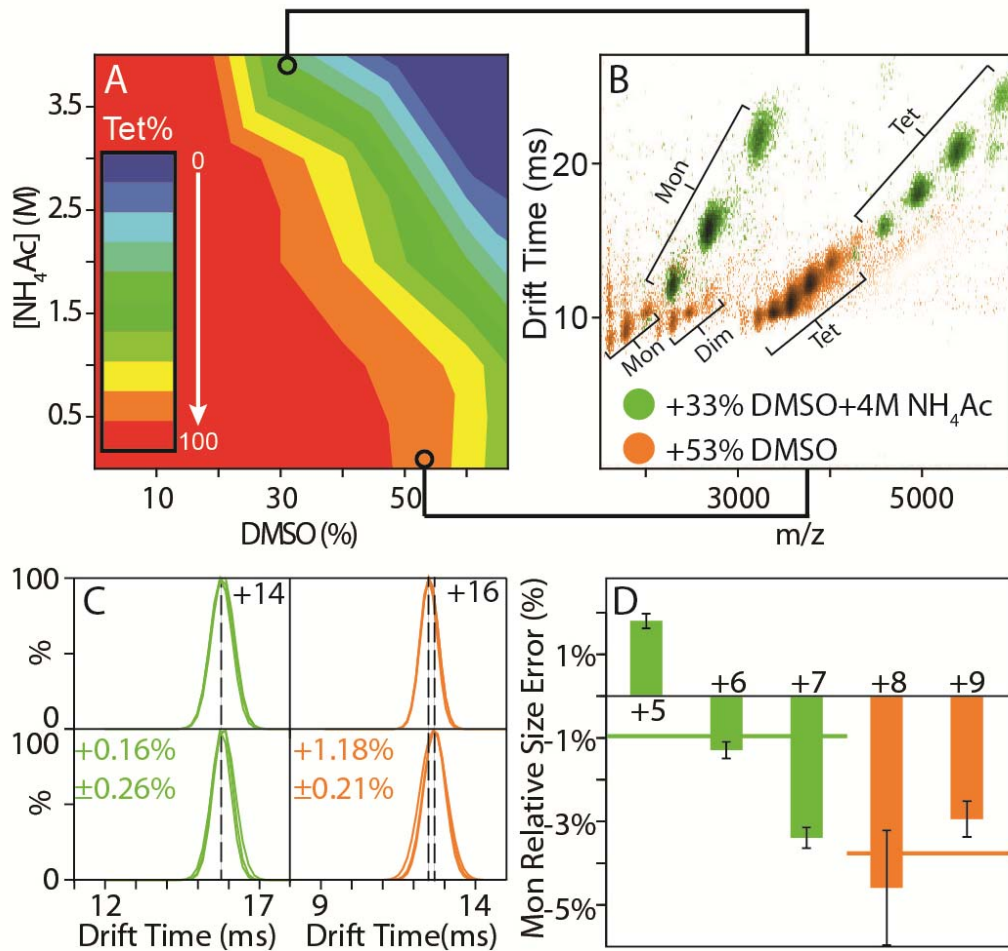 A
Tet%
0
100
3.5
2.5
1.5
0.5
[NH₄Ac] (M)
10
30
50
DMSO (%)
B
Mon
Tet
Mon
Dim
Tet
20
10
Drift Time (ms)
+33% DMSO+4M NH₄Ac
+53% DMSO
3000
5000
m/z
C
100
%
0
+14
+16
100
%
0
+0.16%
±0.26%
+1.18%
±0.21%
12
17
9
14
Drift Time (ms)
Drift Time(ms)
D
Mon Relative Size Error (%)
1%
-1%
-3%
-5%
+5
+6
+7
+8
+9